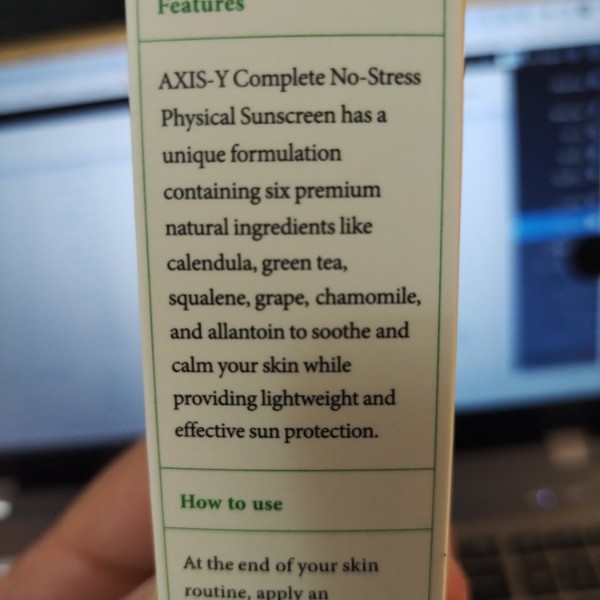 Features
AXIS-Y Complete No-Stress
Physical Sunscreen has a
unique formulation
containing six premium
natural ingredients like
calendula, green tea,
squalene, grape, chamomile,
and allantoin to soothe and
calm your skin while
providing lightweight and
effective sun protection.
How to use
At the end of your skin
routine, apply an